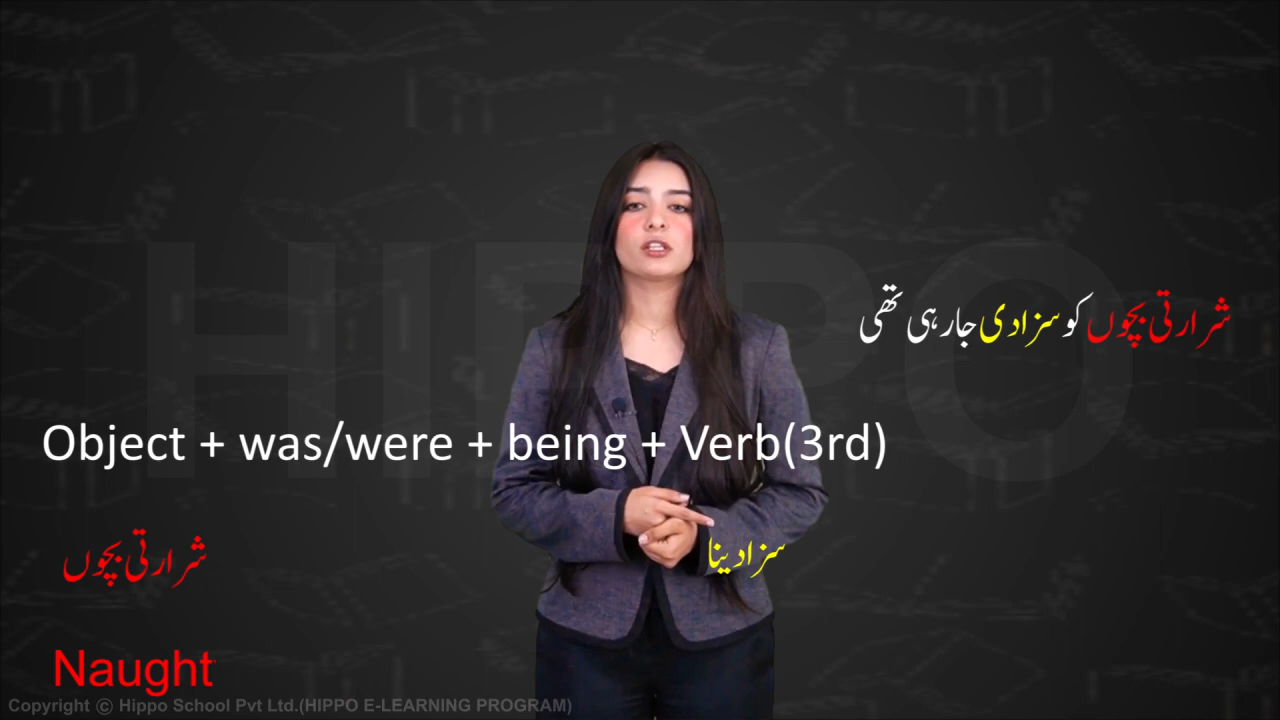 HIPPO
شرارتی بچوں کو سزا دی جا رہی تھی
Object + was/were + being + Verb(3rd)
شرارتی بچوں
سزا دینا
Naught
Copyright © Hippo School Pvt Ltd.(HIPPO E-LEARNING PROGRAM)